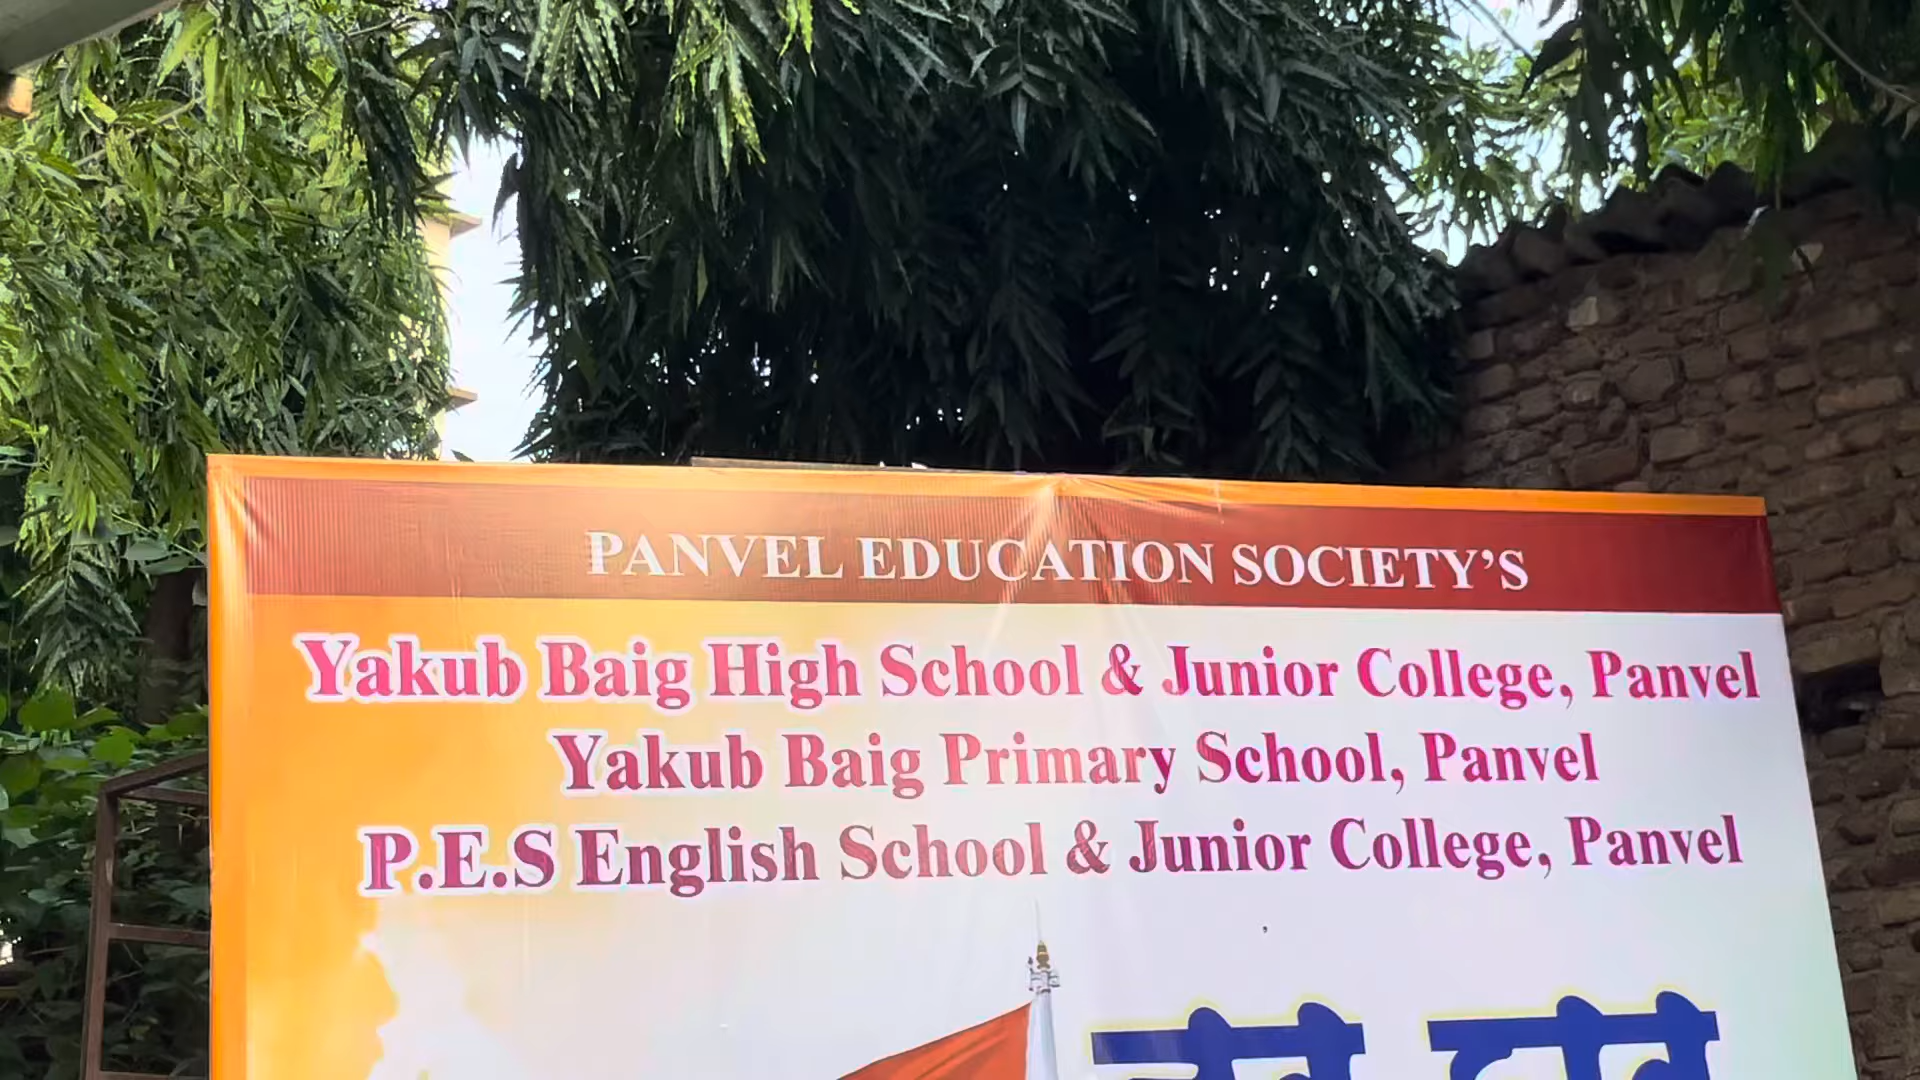 PANVEL EDUCATION SOCIETY'S
Yakub Baig High School & Junior College, Panvel
Yakub Baig Primary School, Panvel
P.E.S English School & Junior College, Panvel